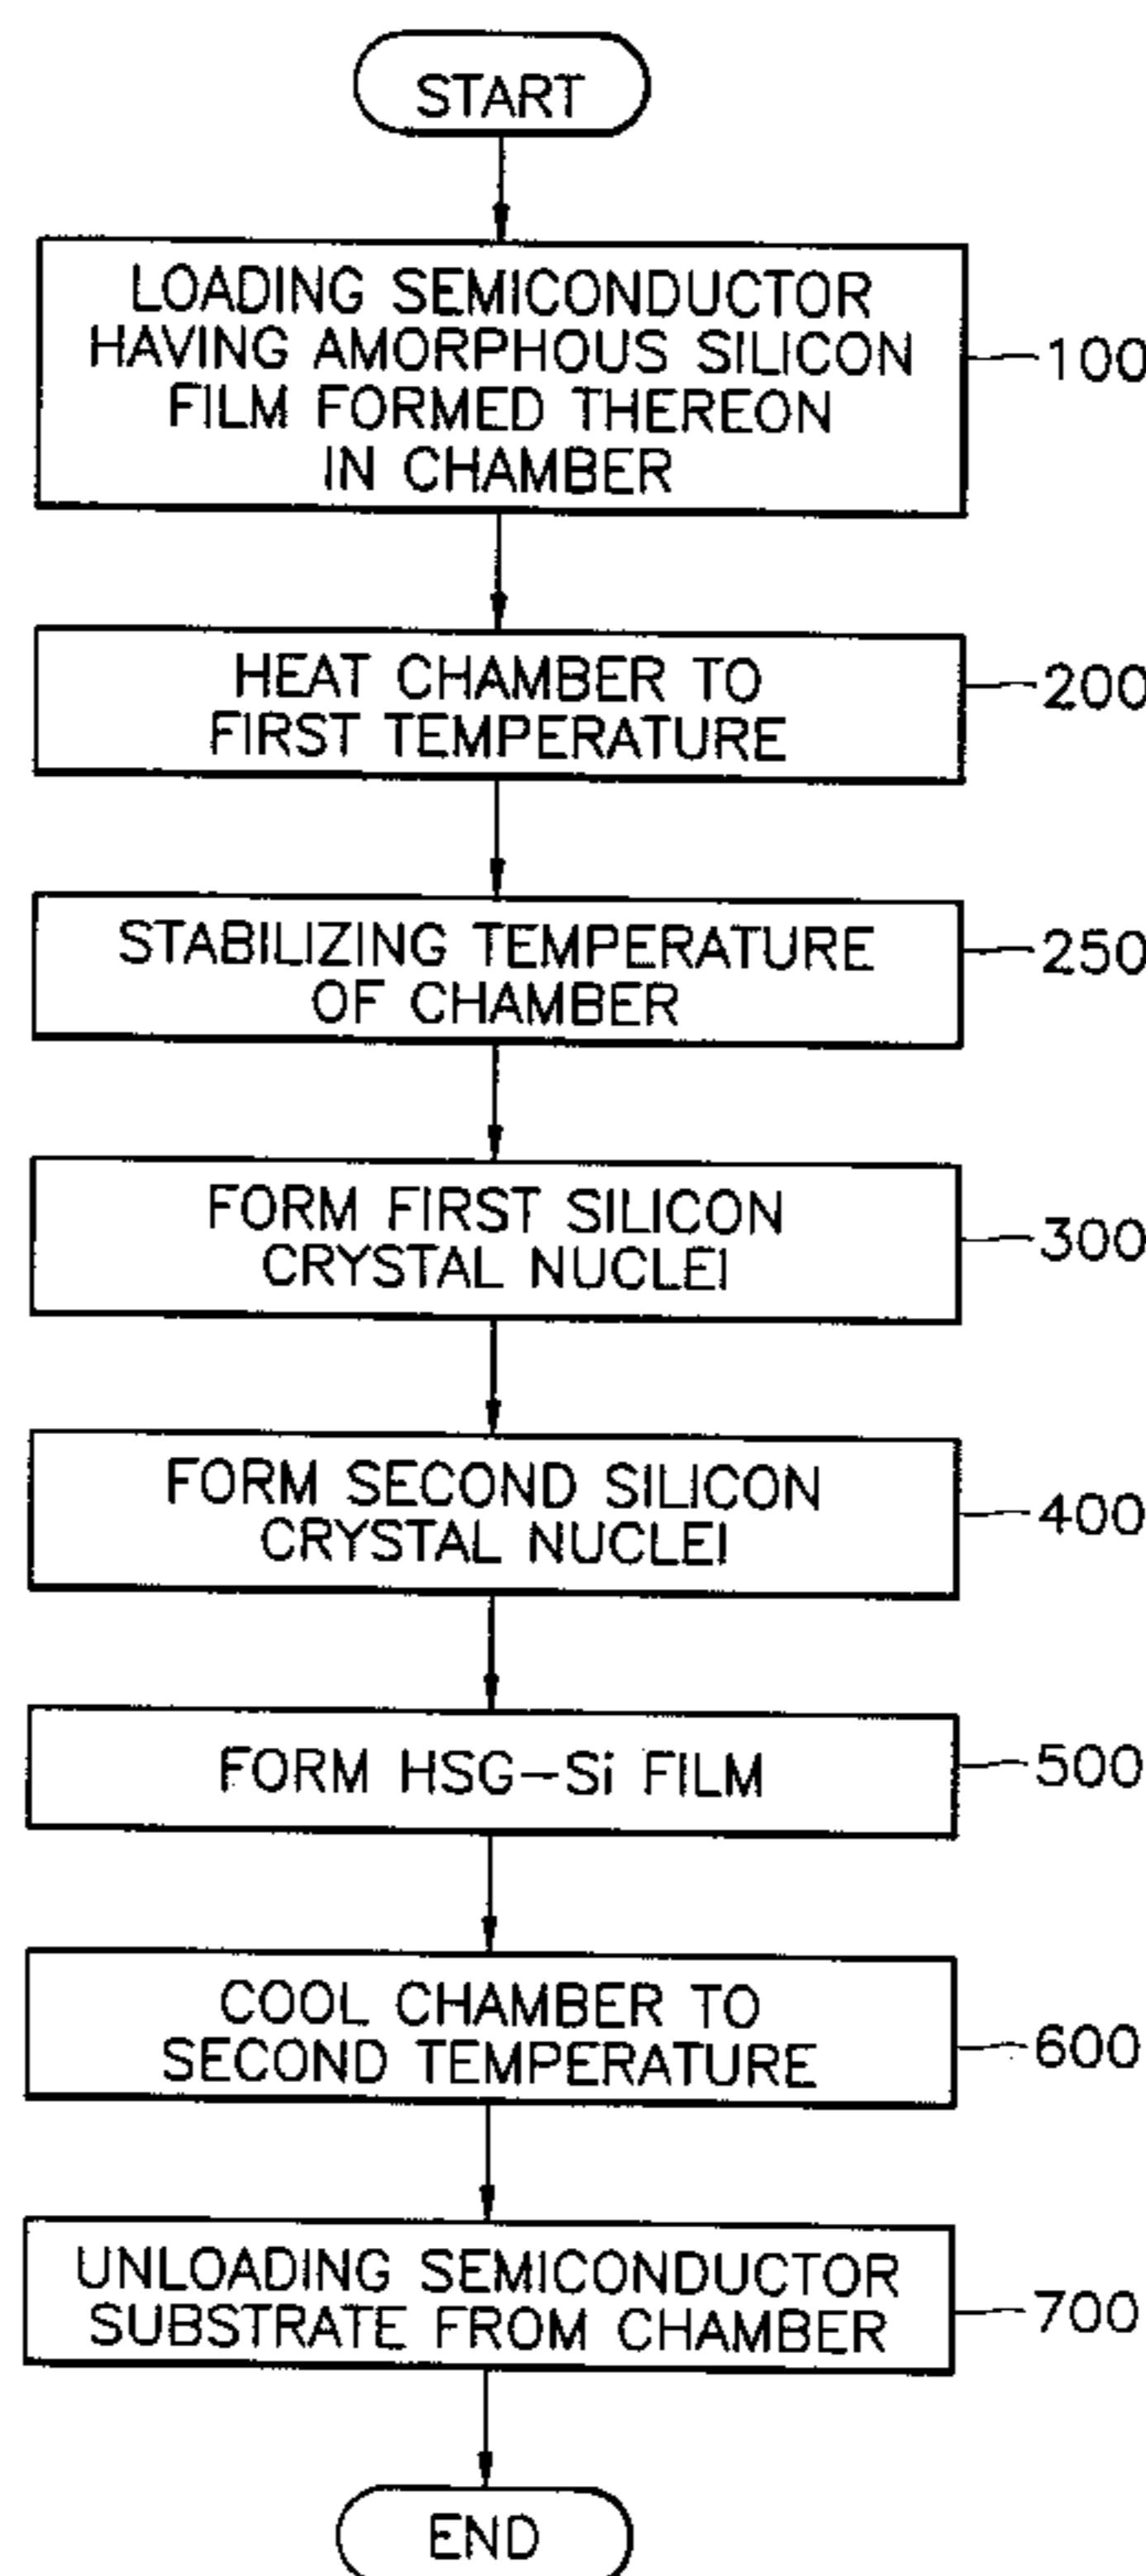 START
LOADING SEMICONDUCTOR
HAVING AMORPHOUS SILICON
FILM FORMED THEREON
IN CHAMBER
100
HEAT CHAMBER TO
FIRST TEMPERATURE
200
STABILIZING TEMPERATURE
OF CHAMBER
250
FORM FIRST SILICON
CRYSTAL NUCLEI
300
FORM SECOND SILICON
CRYSTAL NUCLEI
400
FORM HSG-Si FILM
500
COOL CHAMBER TO
SECOND TEMPERATURE
600
UNLOADING SEMICONDUCTOR
SUBSTRATE FROM CHAMBER
700
END